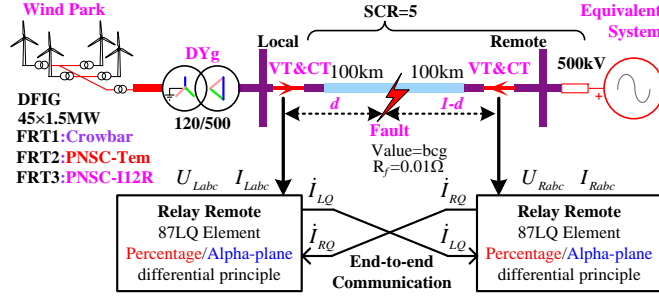 Wind Park
SCR=5
Equivalent
System
DYg
Local
Remote
VT&CT
100km
100km
VT&CT
500kV
+
d
1-d
DFIG
45×1.5MW
FRT1:Crowbar
FRT2:PNSC-Tem
FRT3:PNSC-I12R
120/500
Fault
Value=bcg
Rf=0.01Ω
ULabc ILabc
İLQ
İRQ
URabc IRabc
Relay Remote
87LQ Element
Percentage/Alpha-plane
differential principle
İRQ
İLQ
End-to-end
Communication
Relay Remote
87LQ Element
Percentage/Alpha-plane
differential principle